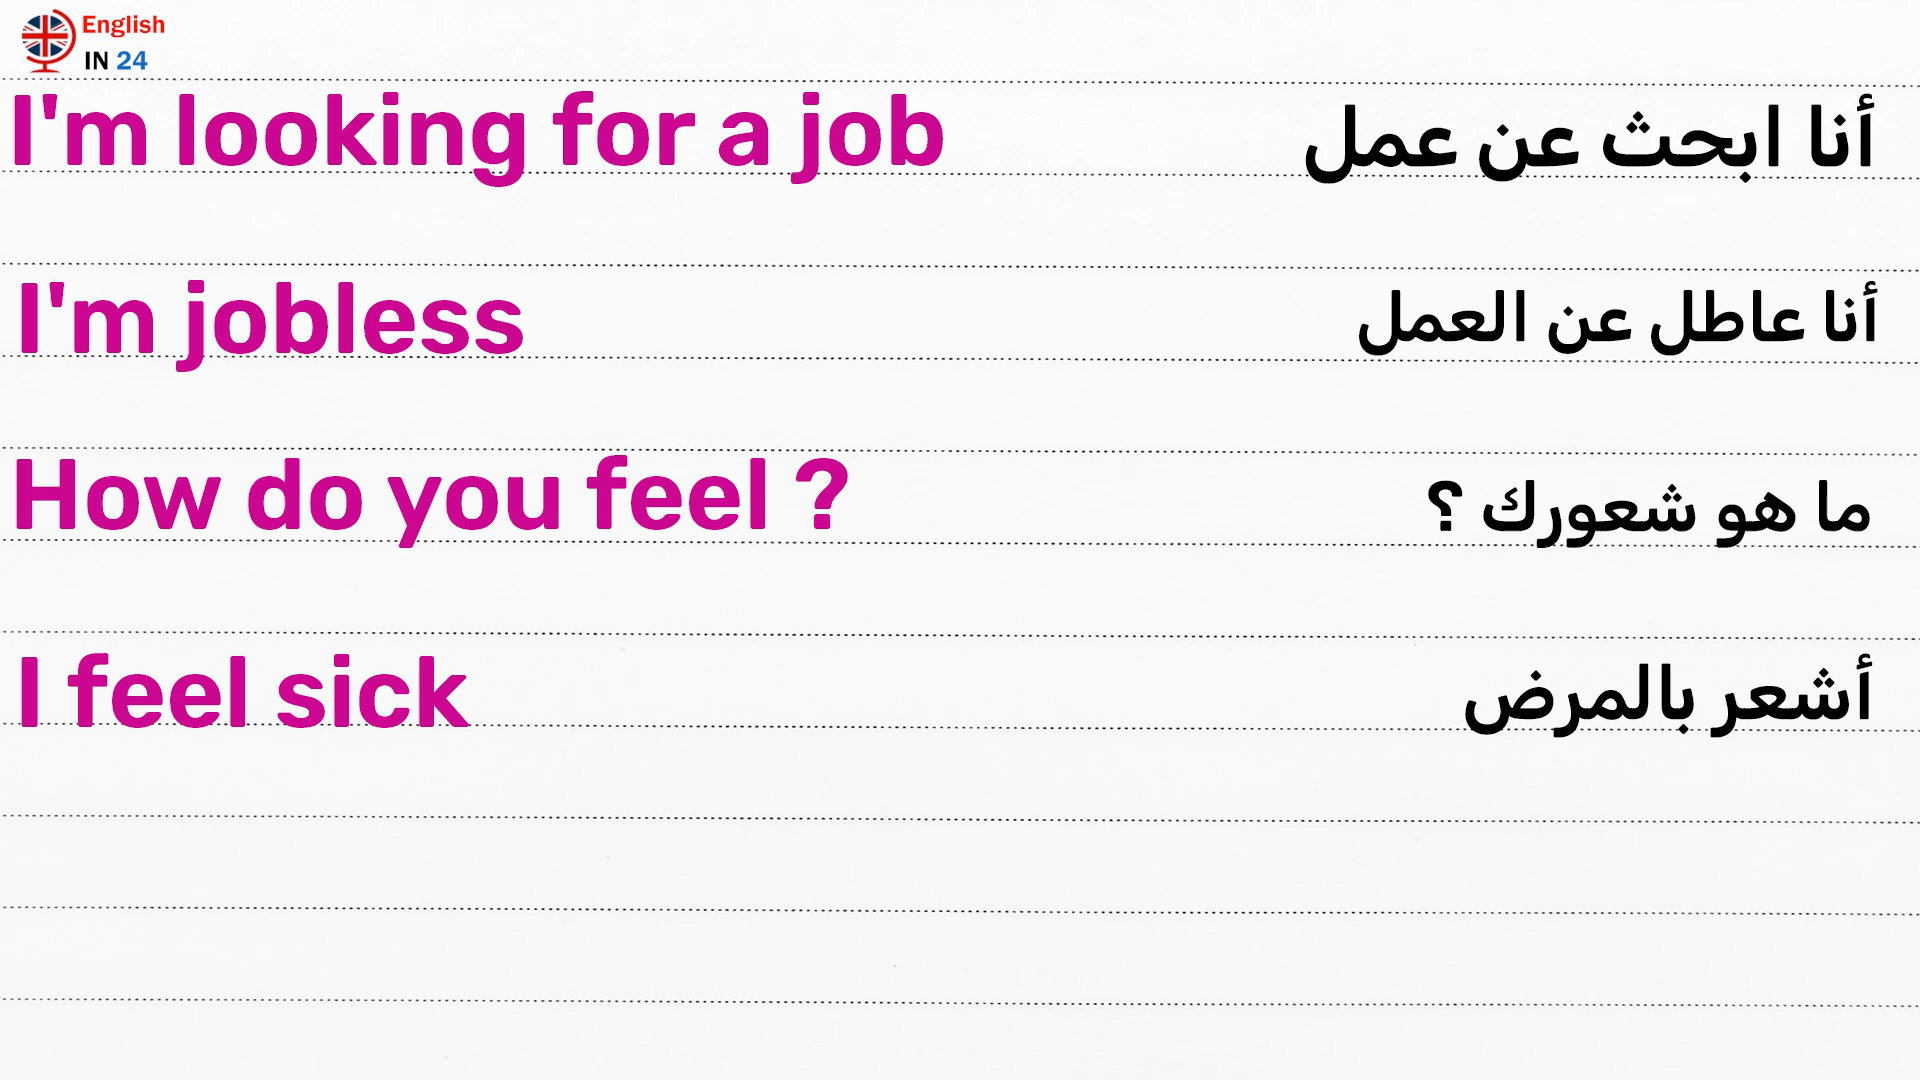 English
IN 24
I'm looking for a job أنا ابحث عن عمل
I'm jobless أنا عاطل عن العمل
How do you feel ? ما هو شعورك ؟
I feel sick أشعر بالمرض